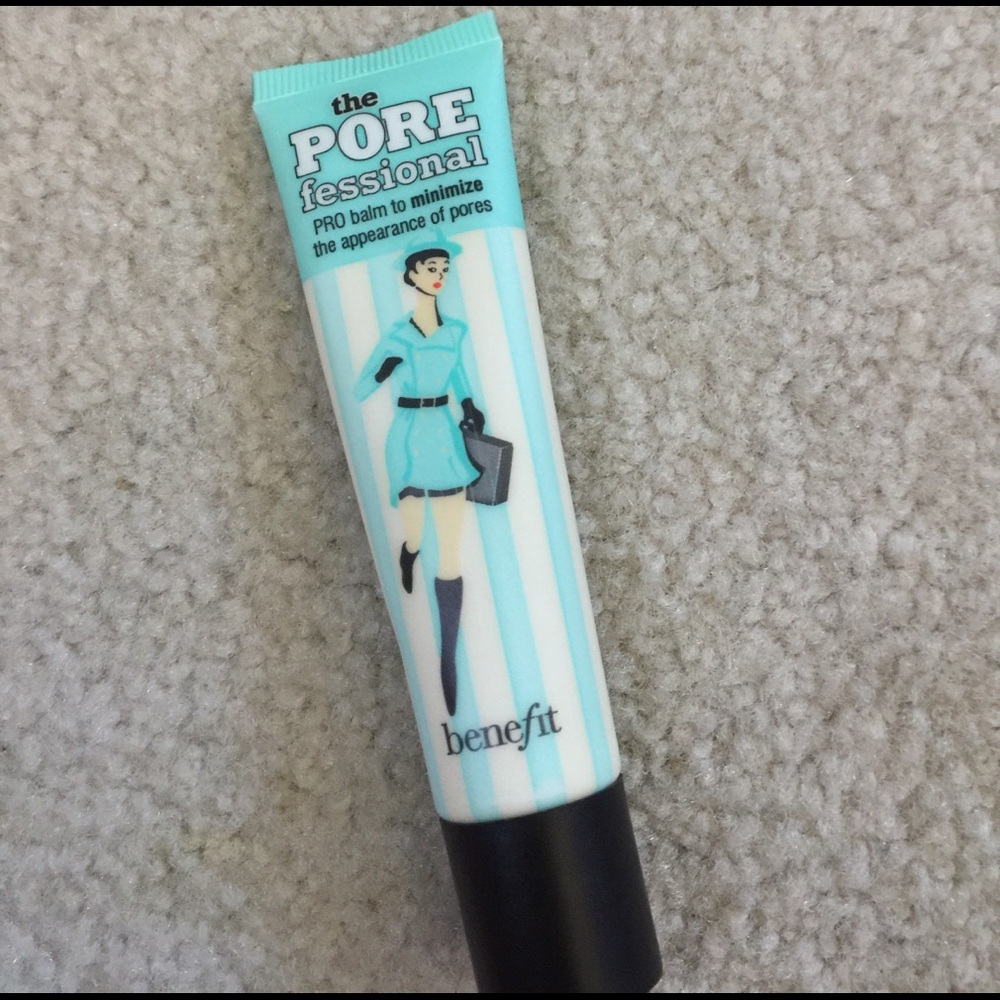 the
PORE
fessional
PRO balm to minimize
the appearance of pores
benefit